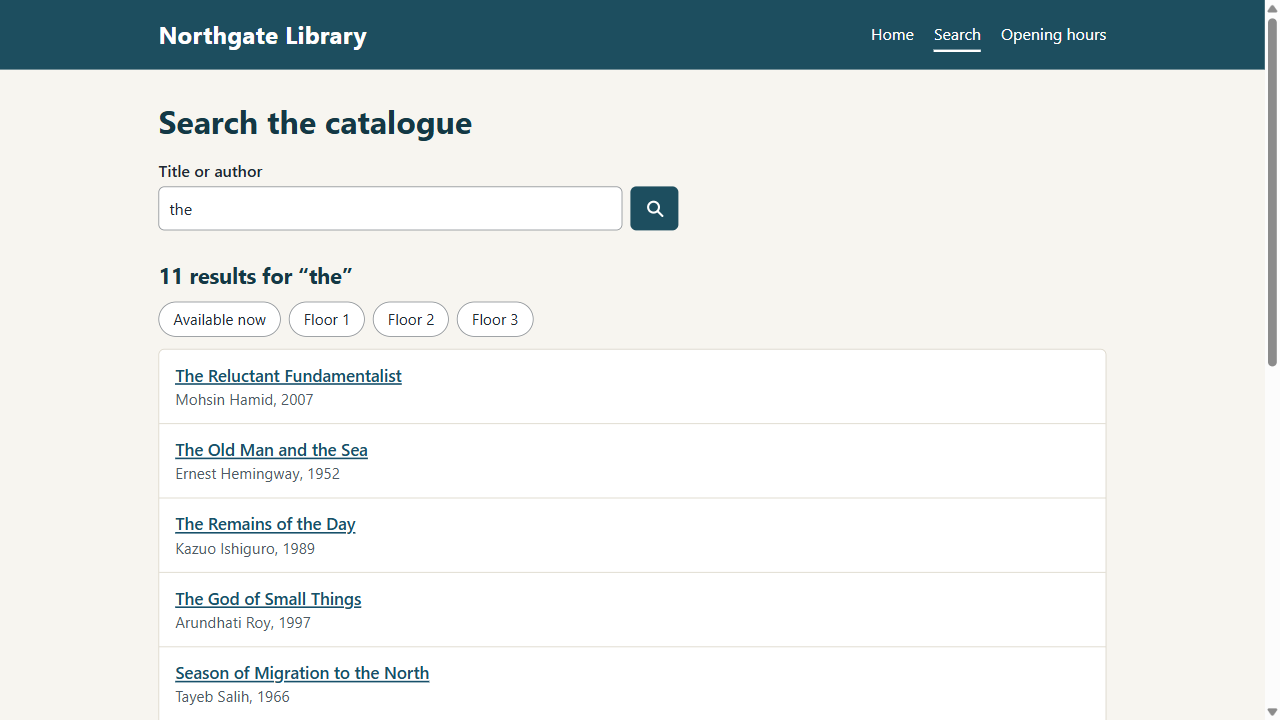 Northgate Library
Home Search Opening hours
Search the catalogue
Title or author
the
11 results for “the”
Available now Floor 1 Floor 2 Floor 3
The Reluctant Fundamentalist
Mohsin Hamid, 2007
The Old Man and the Sea
Ernest Hemingway, 1952
The Remains of the Day
Kazuo Ishiguro, 1989
The God of Small Things
Arundhati Roy, 1997
Season of Migration to the North
Tayeb Salih, 1966